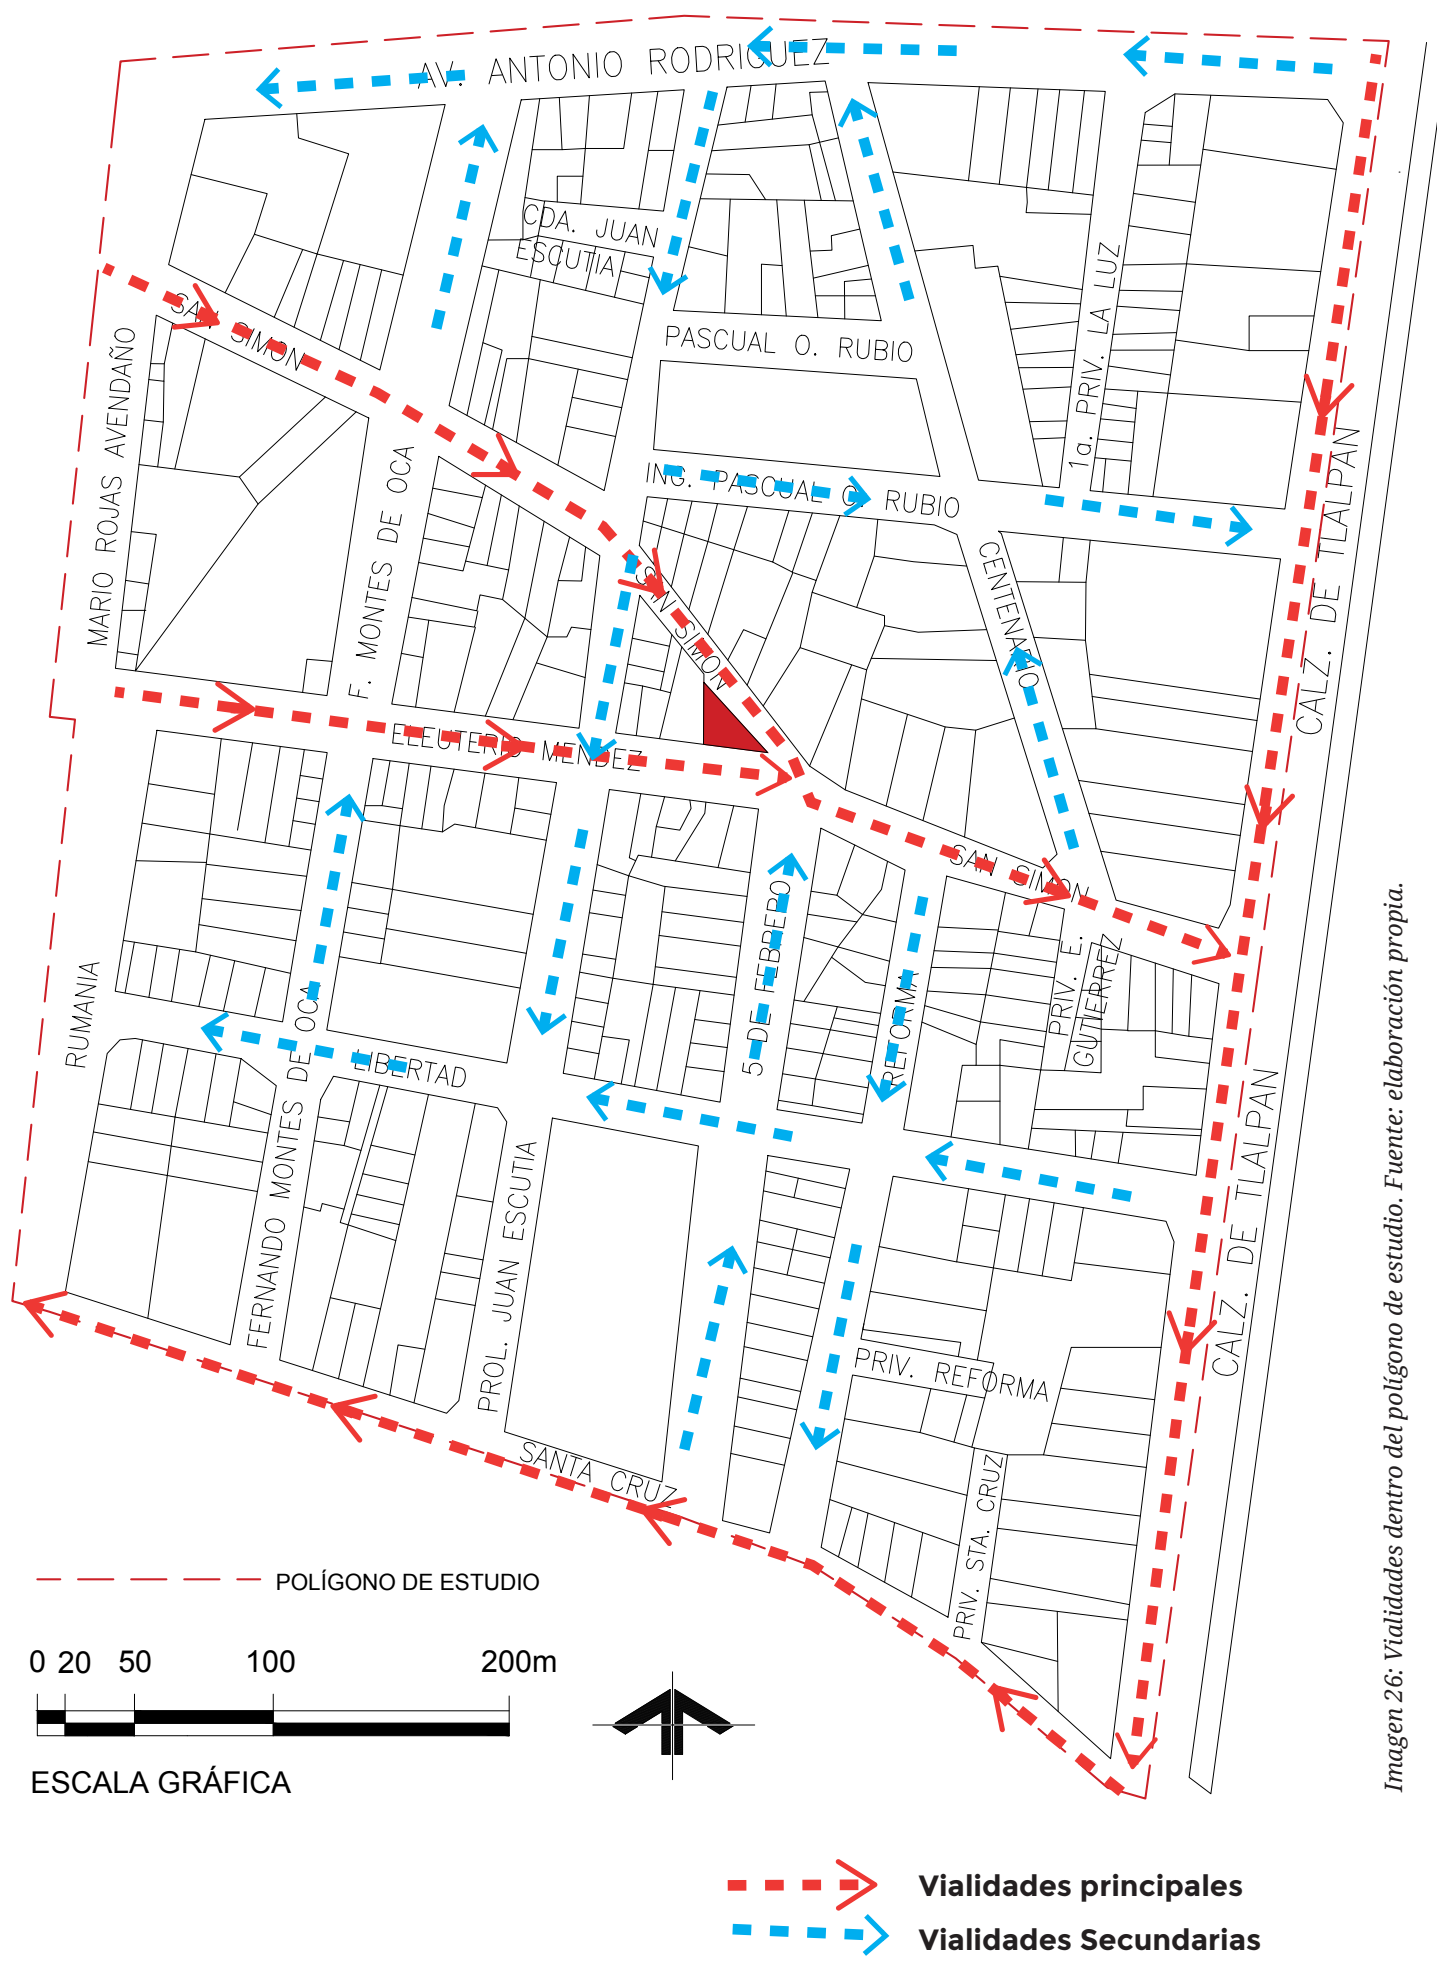 AV. ANTONIO RODRIGUEZ
CDA. JUAN
ESCUTIA
SAN SIMON
PASCUAL O. RUBIO
1a. PRIV. LA LUZ
MARIO ROJAS AVENDAÑO
F. MONTES DE OCA
ING. PASCUAL O. RUBIO
CENTENARIO
CALZ. DE TLALPAN
SAN SIMON
ELEUTERIO MENDEZ
SAN SIMON
5 DE FEBRERO
REFORMA
PRIV. E.
GUTIERREZ
RUMANIA
LIBERTAD
FERNANDO MONTES DE OCA
PROL. JUAN ESCUTIA
CALZ. DE TLALPAN
PRIV. REFORMA
SANTA CRUZ
PRIV. STA. CRUZ
POLÍGONO DE ESTUDIO
0 20 50 100 200m
ESCALA GRÁFICA
Imagen 26: Vialidades dentro del polígono de estudio. Fuente: elaboración propia.
Vialidades principales
Vialidades Secundarias